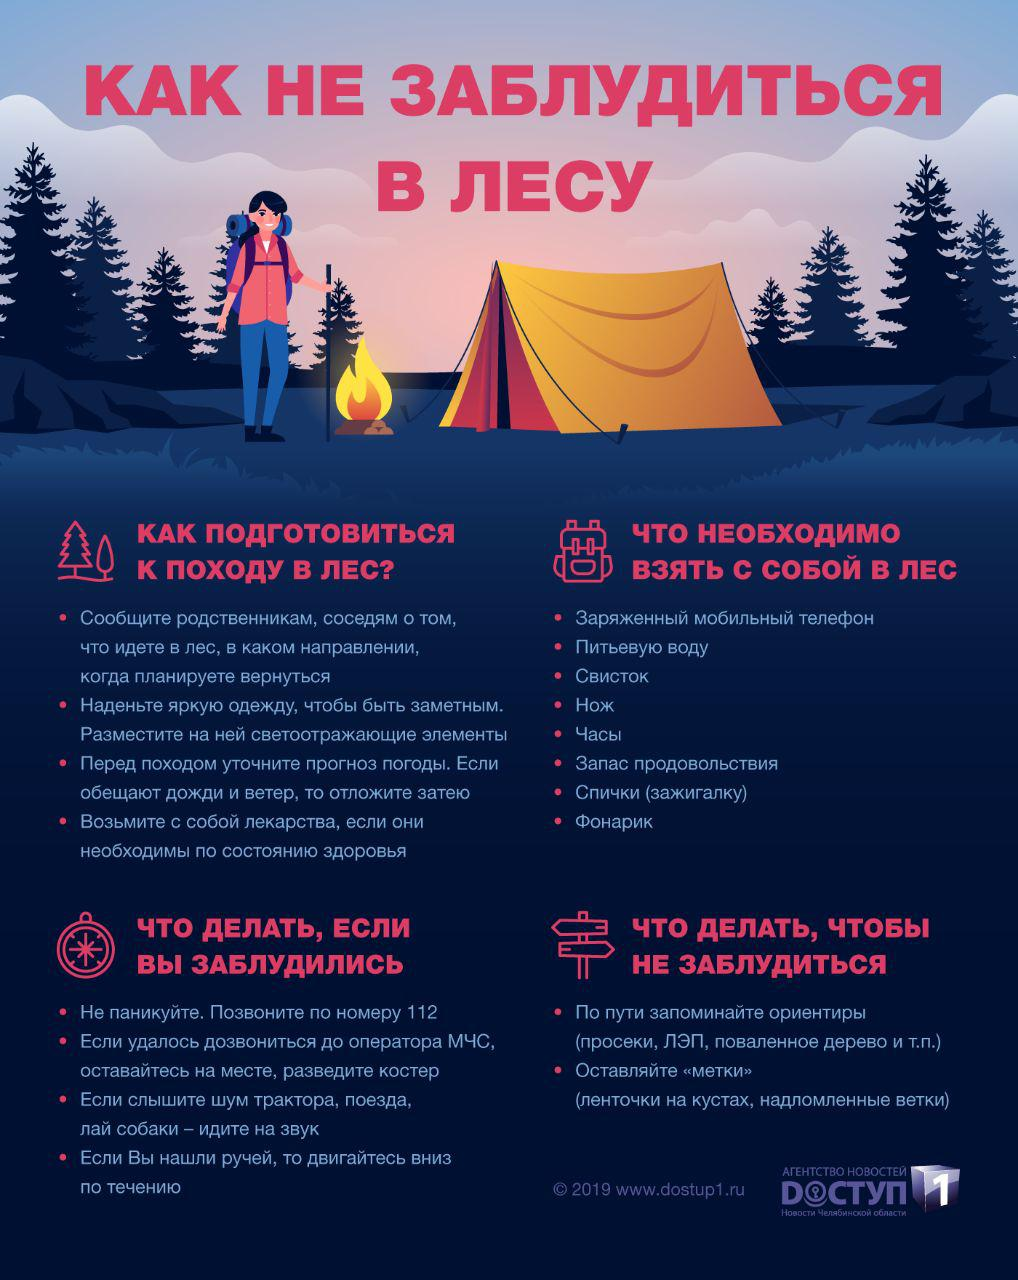 КАК НЕ ЗАБЛУДИТЬСЯ
В ЛЕСУ
КАК ПОДГОТОВИТЬСЯ
К ПОХОДУ В ЛЕС?
• Сообщите родственникам, соседям о том,
что идете в лес, в каком направлении,
когда планируете вернуться
• Наденьте яркую одежду, чтобы быть заметным.
Разместите на ней светоотражающие элементы
• Перед походом уточните прогноз погоды. Если
обещают дожди и ветер, то отложите затею
• Возьмите с собой лекарства, если они
необходимы по состоянию здоровья
ЧТО НЕОБХОДИМО
ВЗЯТЬ С СОБОЙ В ЛЕС
• Заряженный мобильный телефон
• Питьевую воду
• Свисток
• Нож
• Часы
• Запас продовольствия
• Спички (зажигалку)
• Фонарик
ЧТО ДЕЛАТЬ, ЕСЛИ
ВЫ ЗАБЛУДИЛИСЬ
• Не паникуйте. Позвоните по номеру 112
• Если удалось дозвониться до оператора МЧС,
оставайтесь на месте, разведите костер
• Если слышите шум трактора, поезда,
лай собаки – идите на звук
• Если Вы нашли ручей, то двигайтесь вниз
по течению
ЧТО ДЕЛАТЬ, ЧТОБЫ
НЕ ЗАБЛУДИТЬСЯ
• По пути запоминайте ориентиры
(просеки, ЛЭП, поваленное дерево и т.п.)
• Оставляйте «метки»
(ленточки на кустах, надломленные ветки)
© 2019 www.dostup1.ru
АГЕНТСТВО НОВОСТЕЙ
DОСТУП 1
Новости Челябинской области